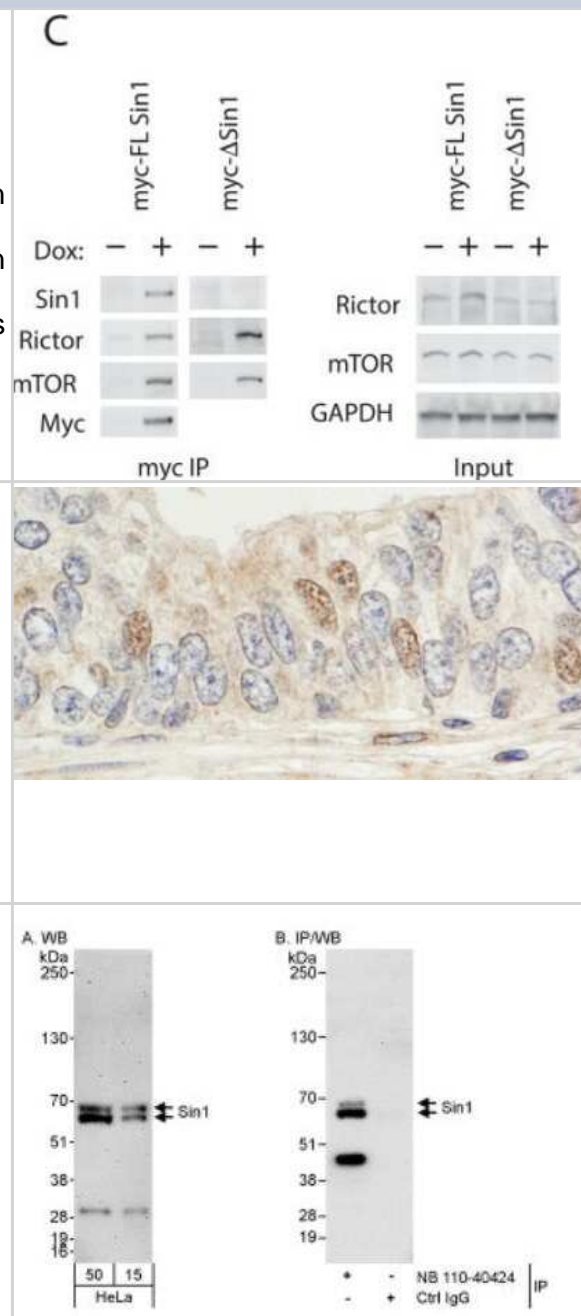 C
myc-FL Sin1
myc-ΔSin1
myc-FL Sin1
myc-ΔSin1
Dox:
− + − +
− + − +
Sin1
Rictor
mTOR
Myc
myc IP
Rictor
mTOR
GAPDH
Input
n
n
s
A. WB
kDa
250-
130-
70-
51-
38-
28-
19-
16-
Sin1
50 15
HeLa
B. IP/WB
kDa
250-
130-
70-
51-
38-
28-
19-
Sin1
+ - NB 110-40424
- + Ctrl IgG
IP